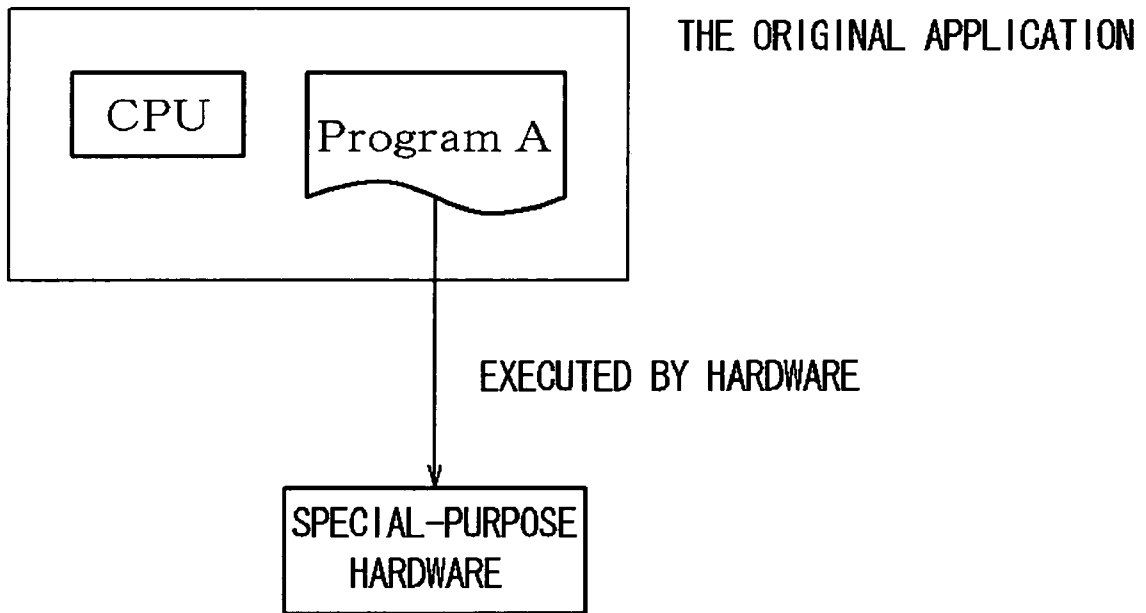 THE ORIGINAL APPLICATION
CPU
Program A
EXECUTED BY HARDWARE
SPECIAL-PURPOSE
HARDWARE